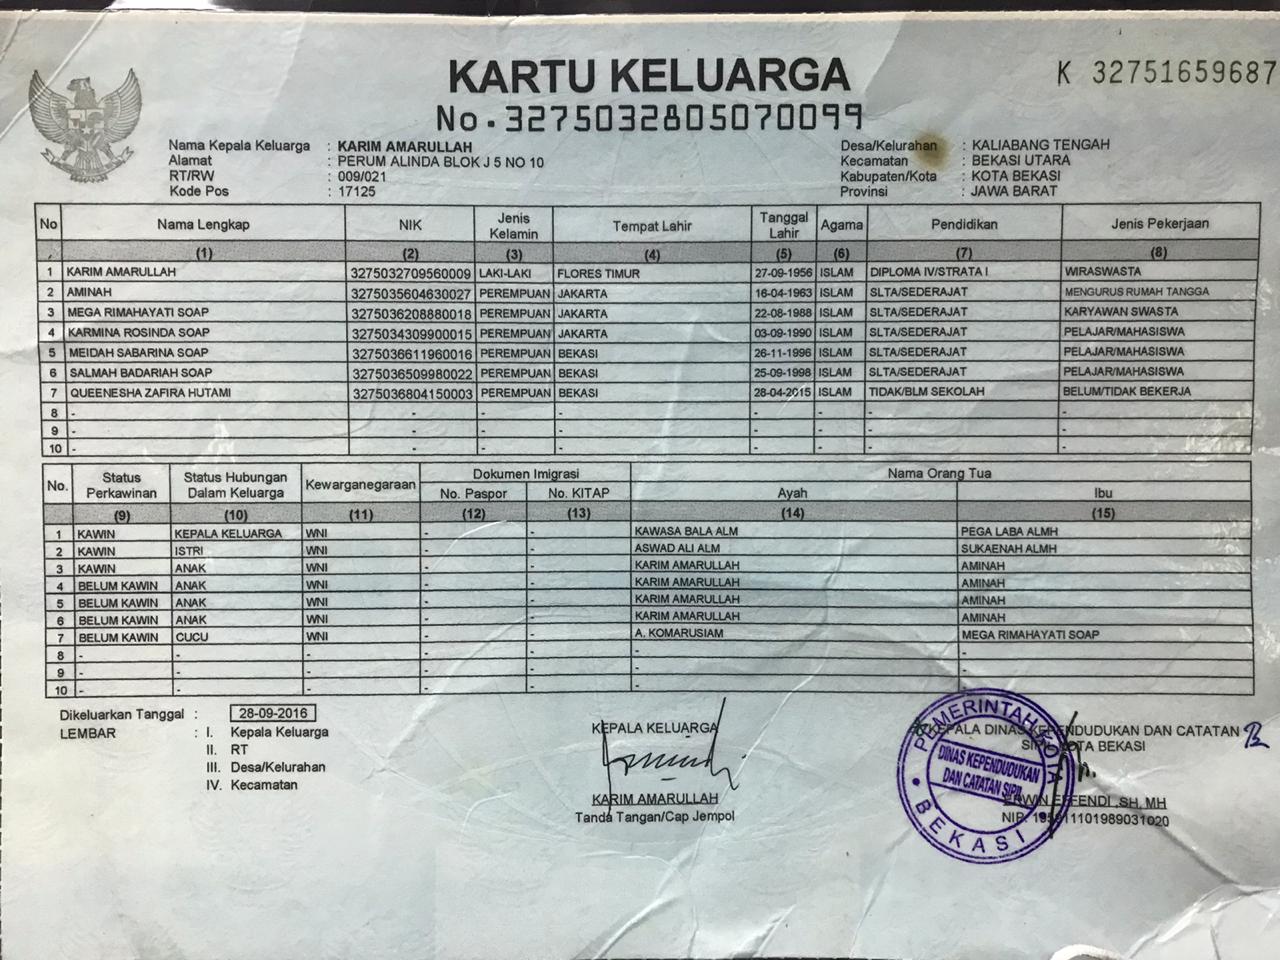 KARTU KELUARGA
No. 3275032805070099
K 32751659687
Nama Kepala Keluarga : KARIM AMARULLAH
Alamat : PERUM ALINDA BLOK J 5 NO 10
RT/RW : 009/021
Kode Pos : 17125
Desa/Kelurahan : KALIABANG TENGAH
Kecamatan : BEKASI UTARA
Kabupaten/Kota : KOTA BEKASI
Provinsi : JAWA BARAT
No Nama Lengkap NIK Jenis Kelamin Tempat Lahir Tanggal Lahir Agama Pendidikan Jenis Pekerjaan
(1) (2) (3) (4) (5) (6) (7) (8)
1 KARIM AMARULLAH 3275032709560009 LAKI-LAKI FLORES TIMUR 27-09-1956 ISLAM DIPLOMA IV/STRATA I WIRASWASTA
2 AMINAH 3275035604630027 PEREMPUAN JAKARTA 16-04-1963 ISLAM SLTA/SEDERAJAT MENGURUS RUMAH TANGGA
3 MEGA RIMAHAYATI SOAP 3275036208880018 PEREMPUAN JAKARTA 22-08-1988 ISLAM SLTA/SEDERAJAT KARYAWAN SWASTA
4 KARMINA ROSINDA SOAP 3275034309900015 PEREMPUAN JAKARTA 03-09-1990 ISLAM SLTA/SEDERAJAT PELAJAR/MAHASISWA
5 MEIDAH SABARINA SOAP 3275036611960016 PEREMPUAN BEKASI 26-11-1996 ISLAM SLTA/SEDERAJAT PELAJAR/MAHASISWA
6 SALMAH BADARIAH SOAP 3275036509980022 PEREMPUAN BEKASI 25-09-1998 ISLAM SLTA/SEDERAJAT PELAJAR/MAHASISWA
7 QUEENESHA ZAFIRA HUTAMI 3275036804150003 PEREMPUAN BEKASI 28-04-2015 ISLAM TIDAK/BLM SEKOLAH BELUM/TIDAK BEKERJA
8 - - - - - - - -
9 - - - - - - - -
10 - - - - - - - -
No. Status Perkawinan Status Hubungan Dalam Keluarga Kewarganegaraan Dokumen Imigrasi Nama Orang Tua
No. Paspor No. KITAP Ayah Ibu
(9) (10) (11) (12) (13) (14) (15)
1 KAWIN KEPALA KELUARGA WNI - - KAWASA BALA ALM PEGA LABA ALMH
2 KAWIN ISTRI WNI - - ASWAD ALI ALM SUKAENAH ALMH
3 KAWIN ANAK WNI - - KARIM AMARULLAH AMINAH
4 BELUM KAWIN ANAK WNI - - KARIM AMARULLAH AMINAH
5 BELUM KAWIN ANAK WNI - - KARIM AMARULLAH AMINAH
6 BELUM KAWIN ANAK WNI - - KARIM AMARULLAH AMINAH
7 BELUM KAWIN CUCU WNI - - A. KOMARUSIAM MEGA RIMAHAYATI SOAP
8 - - - - - - -
9 - - - - - - -
10 - - - - - - -
Dikeluarkan Tanggal : 28-09-2016
LEMBAR : I. Kepala Keluarga
II. RT
III. Desa/Kelurahan
IV. Kecamatan
KEPALA KELUARGA
KARIM AMARULLAH
Tanda Tangan/Cap Jempol
KEPALA DINAS KEPENDUDUKAN DAN CATATAN
SIPIL KOTA BEKASI
ERWIN EFFENDI ,SH, MH
NIP.
PEMERINTAH KOTA
DINAS KEPENDUDUKAN
DAN CATATAN SIPIL
BEKASI